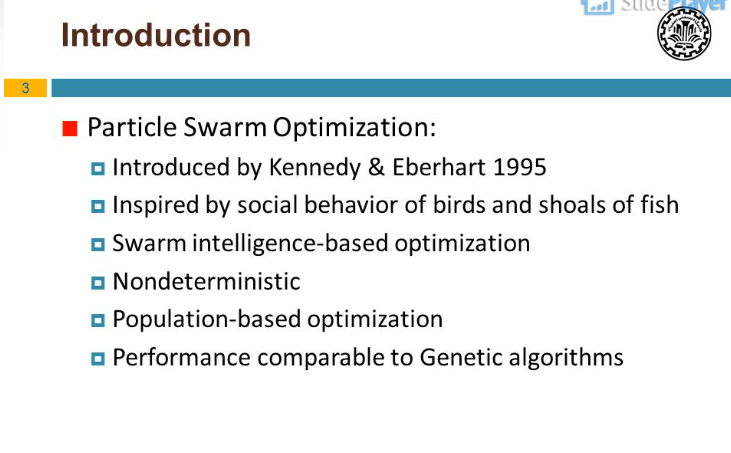 SlidePlayer
Introduction
3
Particle Swarm Optimization:
Introduced by Kennedy & Eberhart 1995
Inspired by social behavior of birds and shoals of fish
Swarm intelligence-based optimization
Nondeterministic
Population-based optimization
Performance comparable to Genetic algorithms